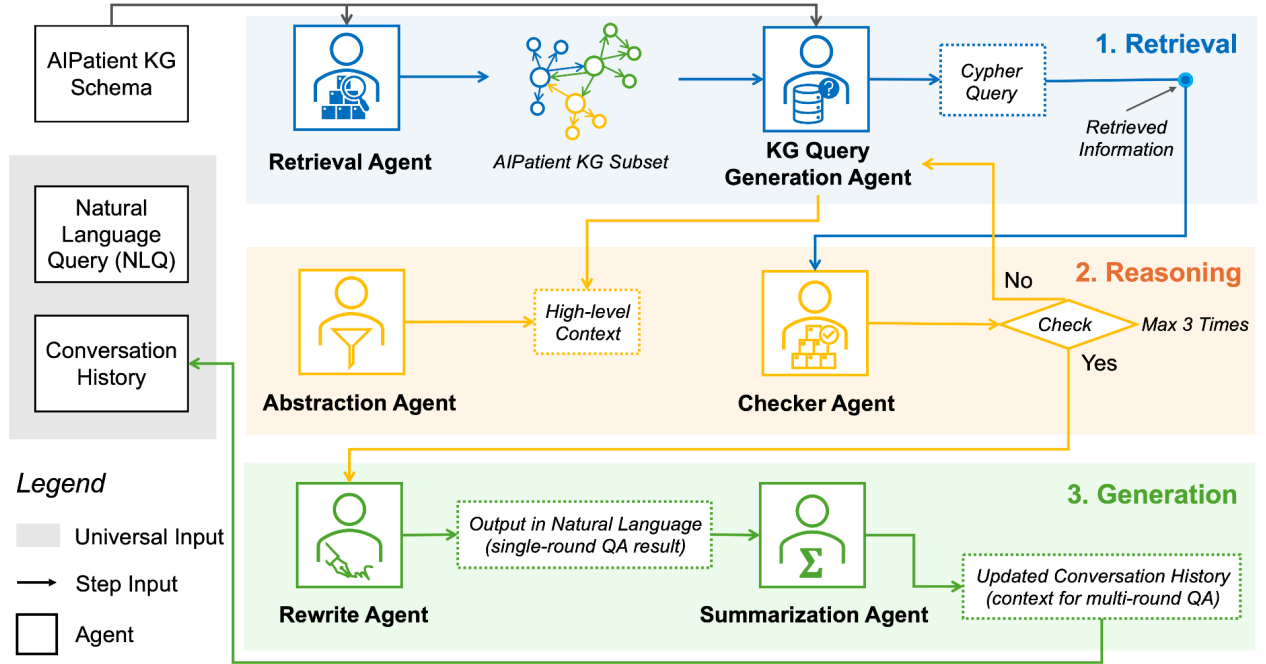 AIPatient KG
Schema
Natural
Language
Query (NLQ)
Conversation
History
Legend
Universal Input
Step Input
Agent
1. Retrieval
Retrieval Agent
AIPatient KG Subset
?
KG Query
Generation Agent
Cypher
Query
Retrieved
Information
2. Reasoning
Abstraction Agent
High-level
Context
Checker Agent
No
Check
Max 3 Times
Yes
3. Generation
Rewrite Agent
Output in Natural Language
(single-round QA result)
Σ
Summarization Agent
Updated Conversation History
(context for multi-round QA)